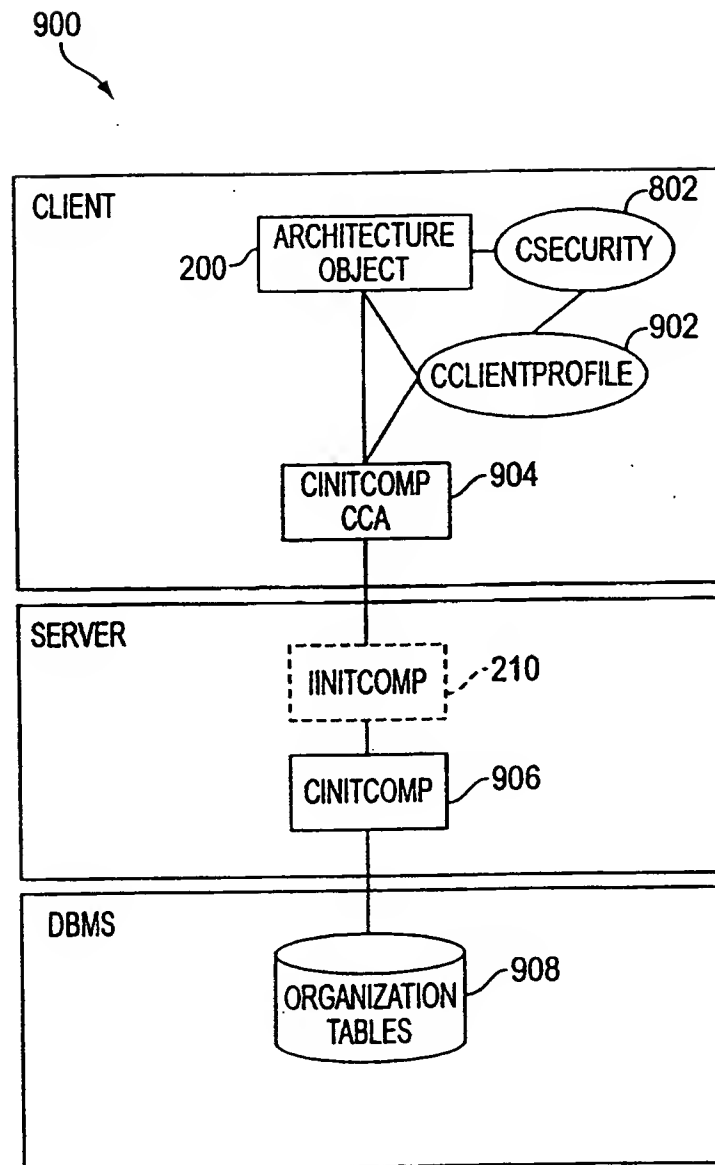 900
CLIENT
802
ARCHITECTURE
OBJECT
CSECURITY
200
902
CCLIENTPROFILE
CINITCOMP
CCA
904
SERVER
IINITCOMP
210
CINITCOMP
906
DBMS
ORGANIZATION
TABLES
908